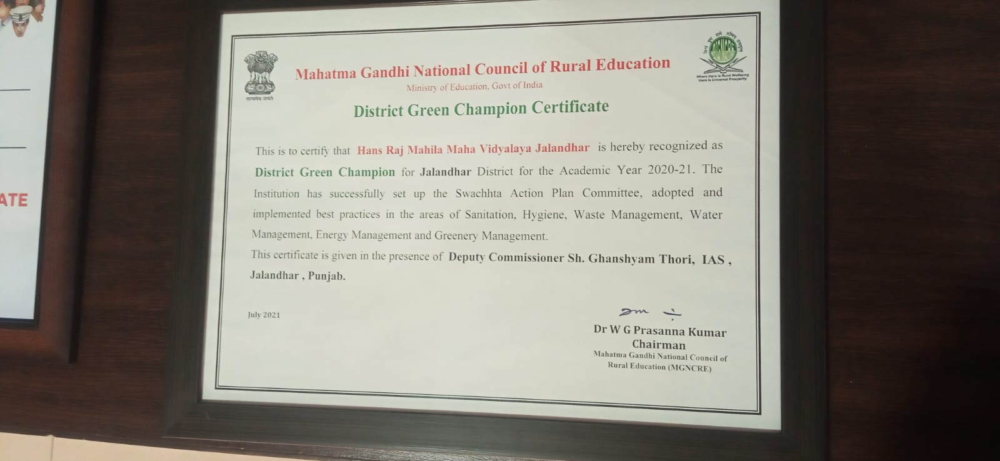 ATE
सत्यमेव जयते
Mahatma Gandhi National Council of Rural Education
Ministry of Education, Govt of India
District Green Champion Certificate
MGNCRE
Where there is Rural Wellbeing
there is Universal Prosperity
This is to certify that Hans Raj Mahila Maha Vidyalaya Jalandhar is hereby recognized as
District Green Champion for Jalandhar District for the Academic Year 2020-21. The
Institution has successfully set up the Swachhta Action Plan Committee, adopted and
implemented best practices in the areas of Sanitation, Hygiene, Waste Management, Water
Management, Energy Management and Greenery Management.
This certificate is given in the presence of Deputy Commissioner Sh. Ghanshyam Thori, IAS ,
Jalandhar , Punjab.
July 2021
Dr W G Prasanna Kumar
Chairman
Mahatma Gandhi National Council of
Rural Education (MGNCRE)